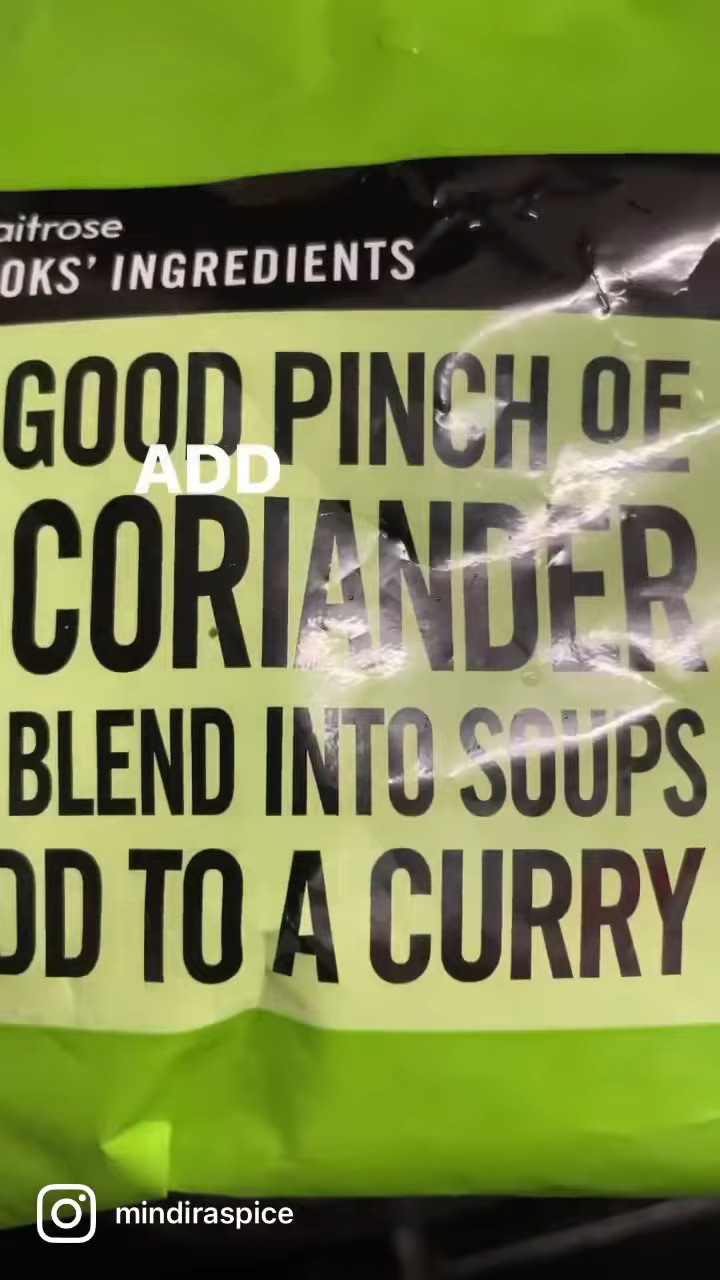 aitrose
OKS' INGREDIENTS
GOOD PINCH OF
ADD
CORIANDER
BLEND INTO SOUPS
DD TO A CURRY
mindiraspice